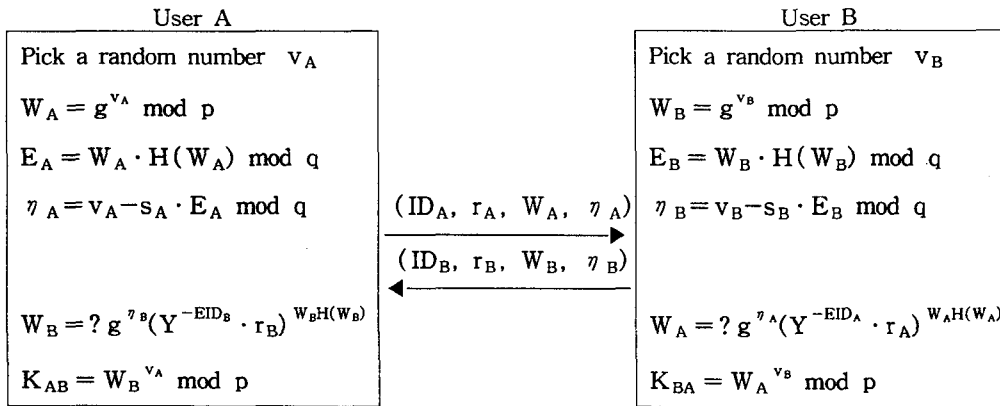 User A
Pick a random number v_A
W_A = g^{v_A} mod p
E_A = W_A · H(W_A) mod q
η_A = v_A − s_A · E_A mod q
W_B = ? g^{η_B}(Y^{−EID_B} · r_B)^{W_B H(W_B)}
K_AB = W_B^{v_A} mod p
(ID_A, r_A, W_A, η_A)
(ID_B, r_B, W_B, η_B)
User B
Pick a random number v_B
W_B = g^{v_B} mod p
E_B = W_B · H(W_B) mod q
η_B = v_B − s_B · E_B mod q
W_A = ? g^{η_A}(Y^{−EID_A} · r_A)^{W_A H(W_A)}
K_BA = W_A^{v_B} mod p